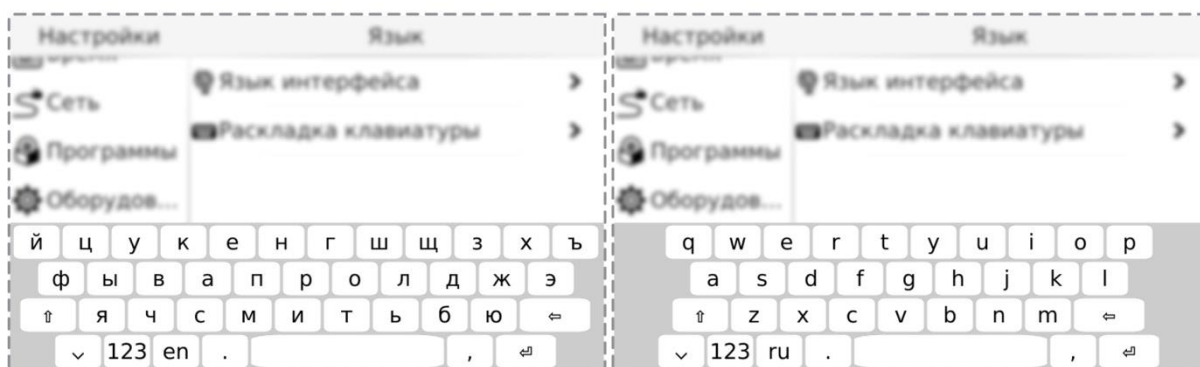 Настройки Язык
Время
Сеть
Программы
Оборудов...
Язык интерфейса
Раскладка клавиатуры
й ц у к е н г ш щ з х ъ
ф ы в а п р о л д ж э
⇧ я ч с м и т ь б ю ⇦
⌵ 123 en . , ⏎
Настройки Язык
Сеть
Программы
Оборудов...
Язык интерфейса
Раскладка клавиатуры
q w e r t y u i o p
a s d f g h j k l
⇧ z x c v b n m ⇦
⌵ 123 ru . , ⏎